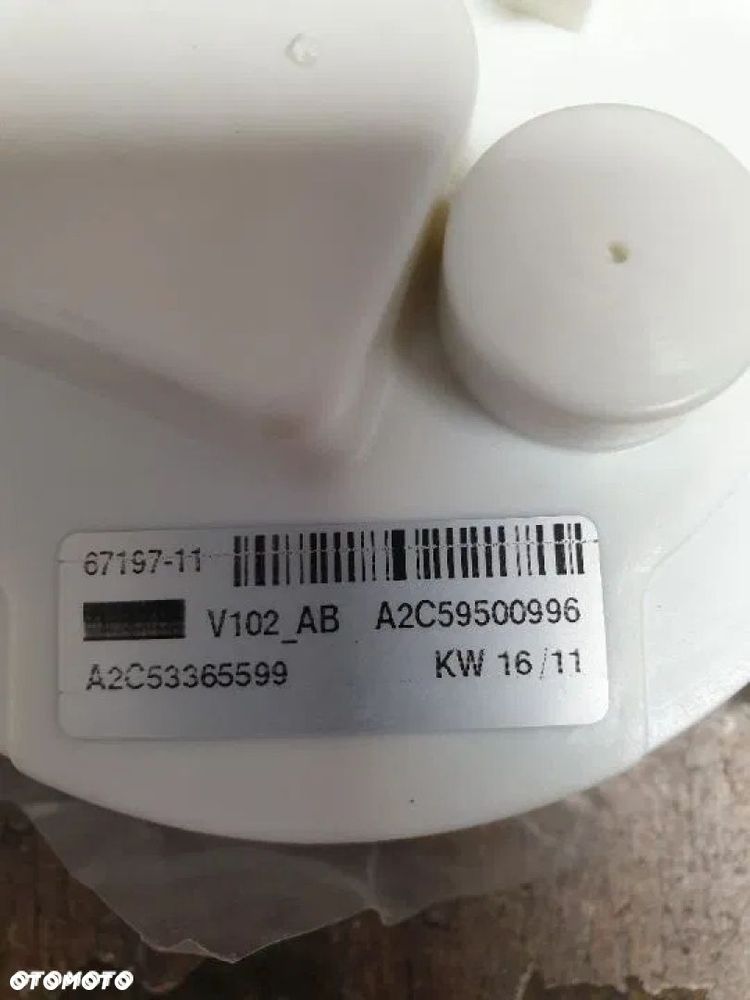 67197-11
V102_AB A2C59500996
A2C53365599 KW 16/11
OTOMOTO